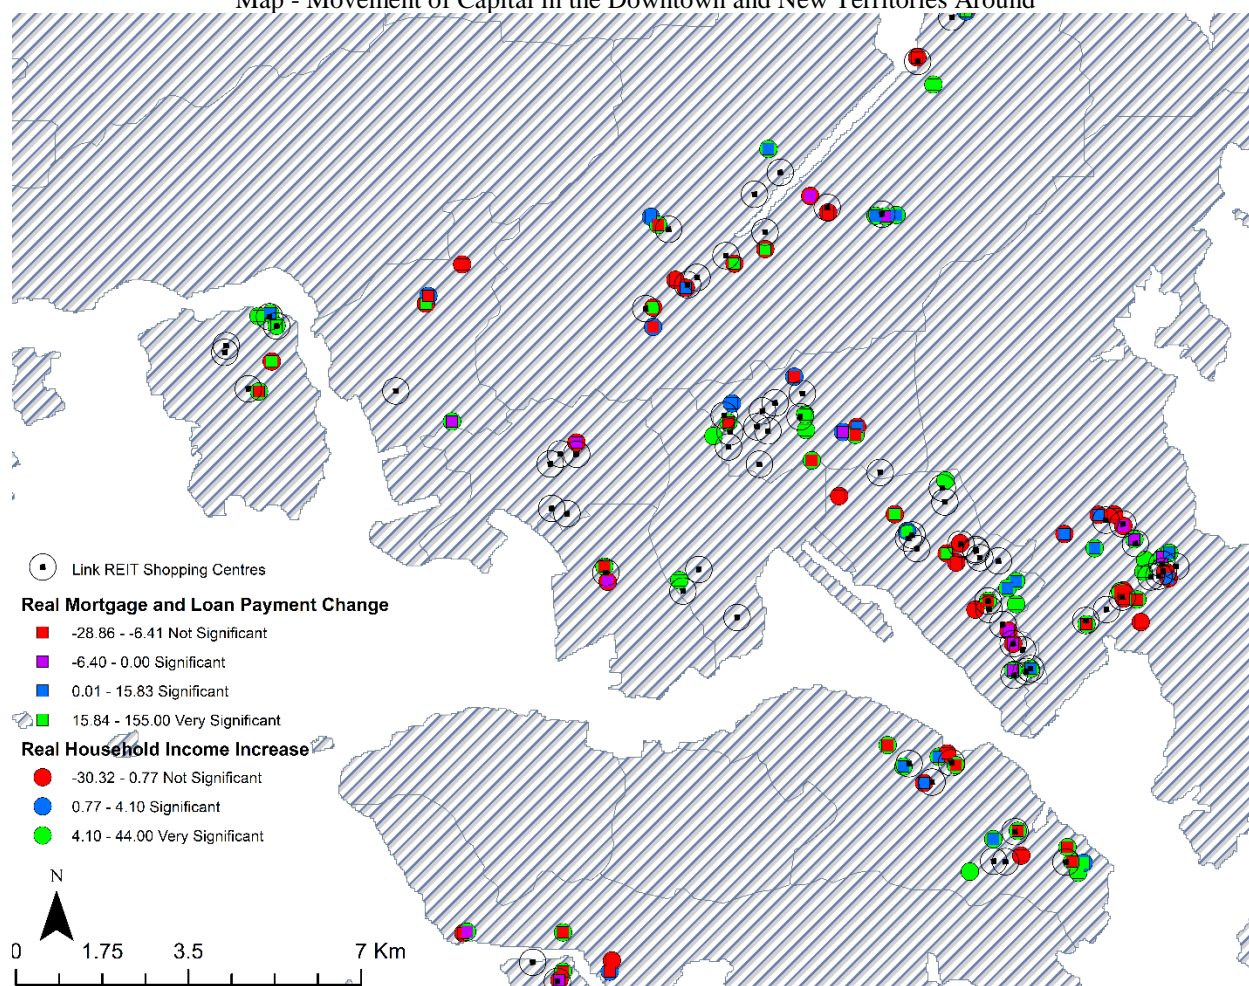 Map - Movement of Capital in the Downtown and New Territories Around
Link REIT Shopping Centres
Real Mortgage and Loan Payment Change
-28.86 - -6.41 Not Significant
-6.40 - 0.00 Significant
0.01 - 15.83 Significant
15.84 - 155.00 Very Significant
Real Household Income Increase
-30.32 - 0.77 Not Significant
0.77 - 4.10 Significant
4.10 - 44.00 Very Significant
N
0 1.75 3.5 7 Km